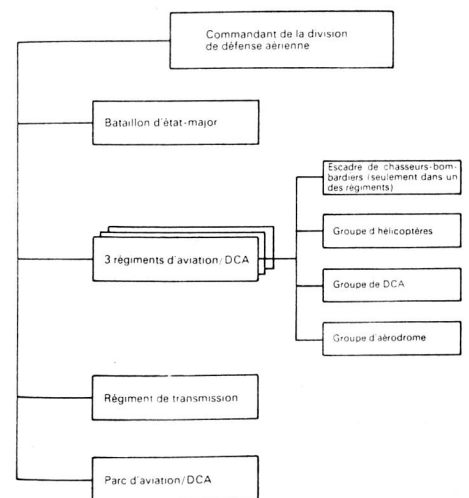 Commandant de la division
de défense aérienne
Bataillon d'état-major
Escadre de chasseurs-bom-
bardiers (seulement dans un
des régiments)
Groupe d'hélicoptères
3 régiments d'aviation/DCA
Groupe de DCA
Groupe d'aérodrome
Régiment de transmission
Parc d'aviation/DCA